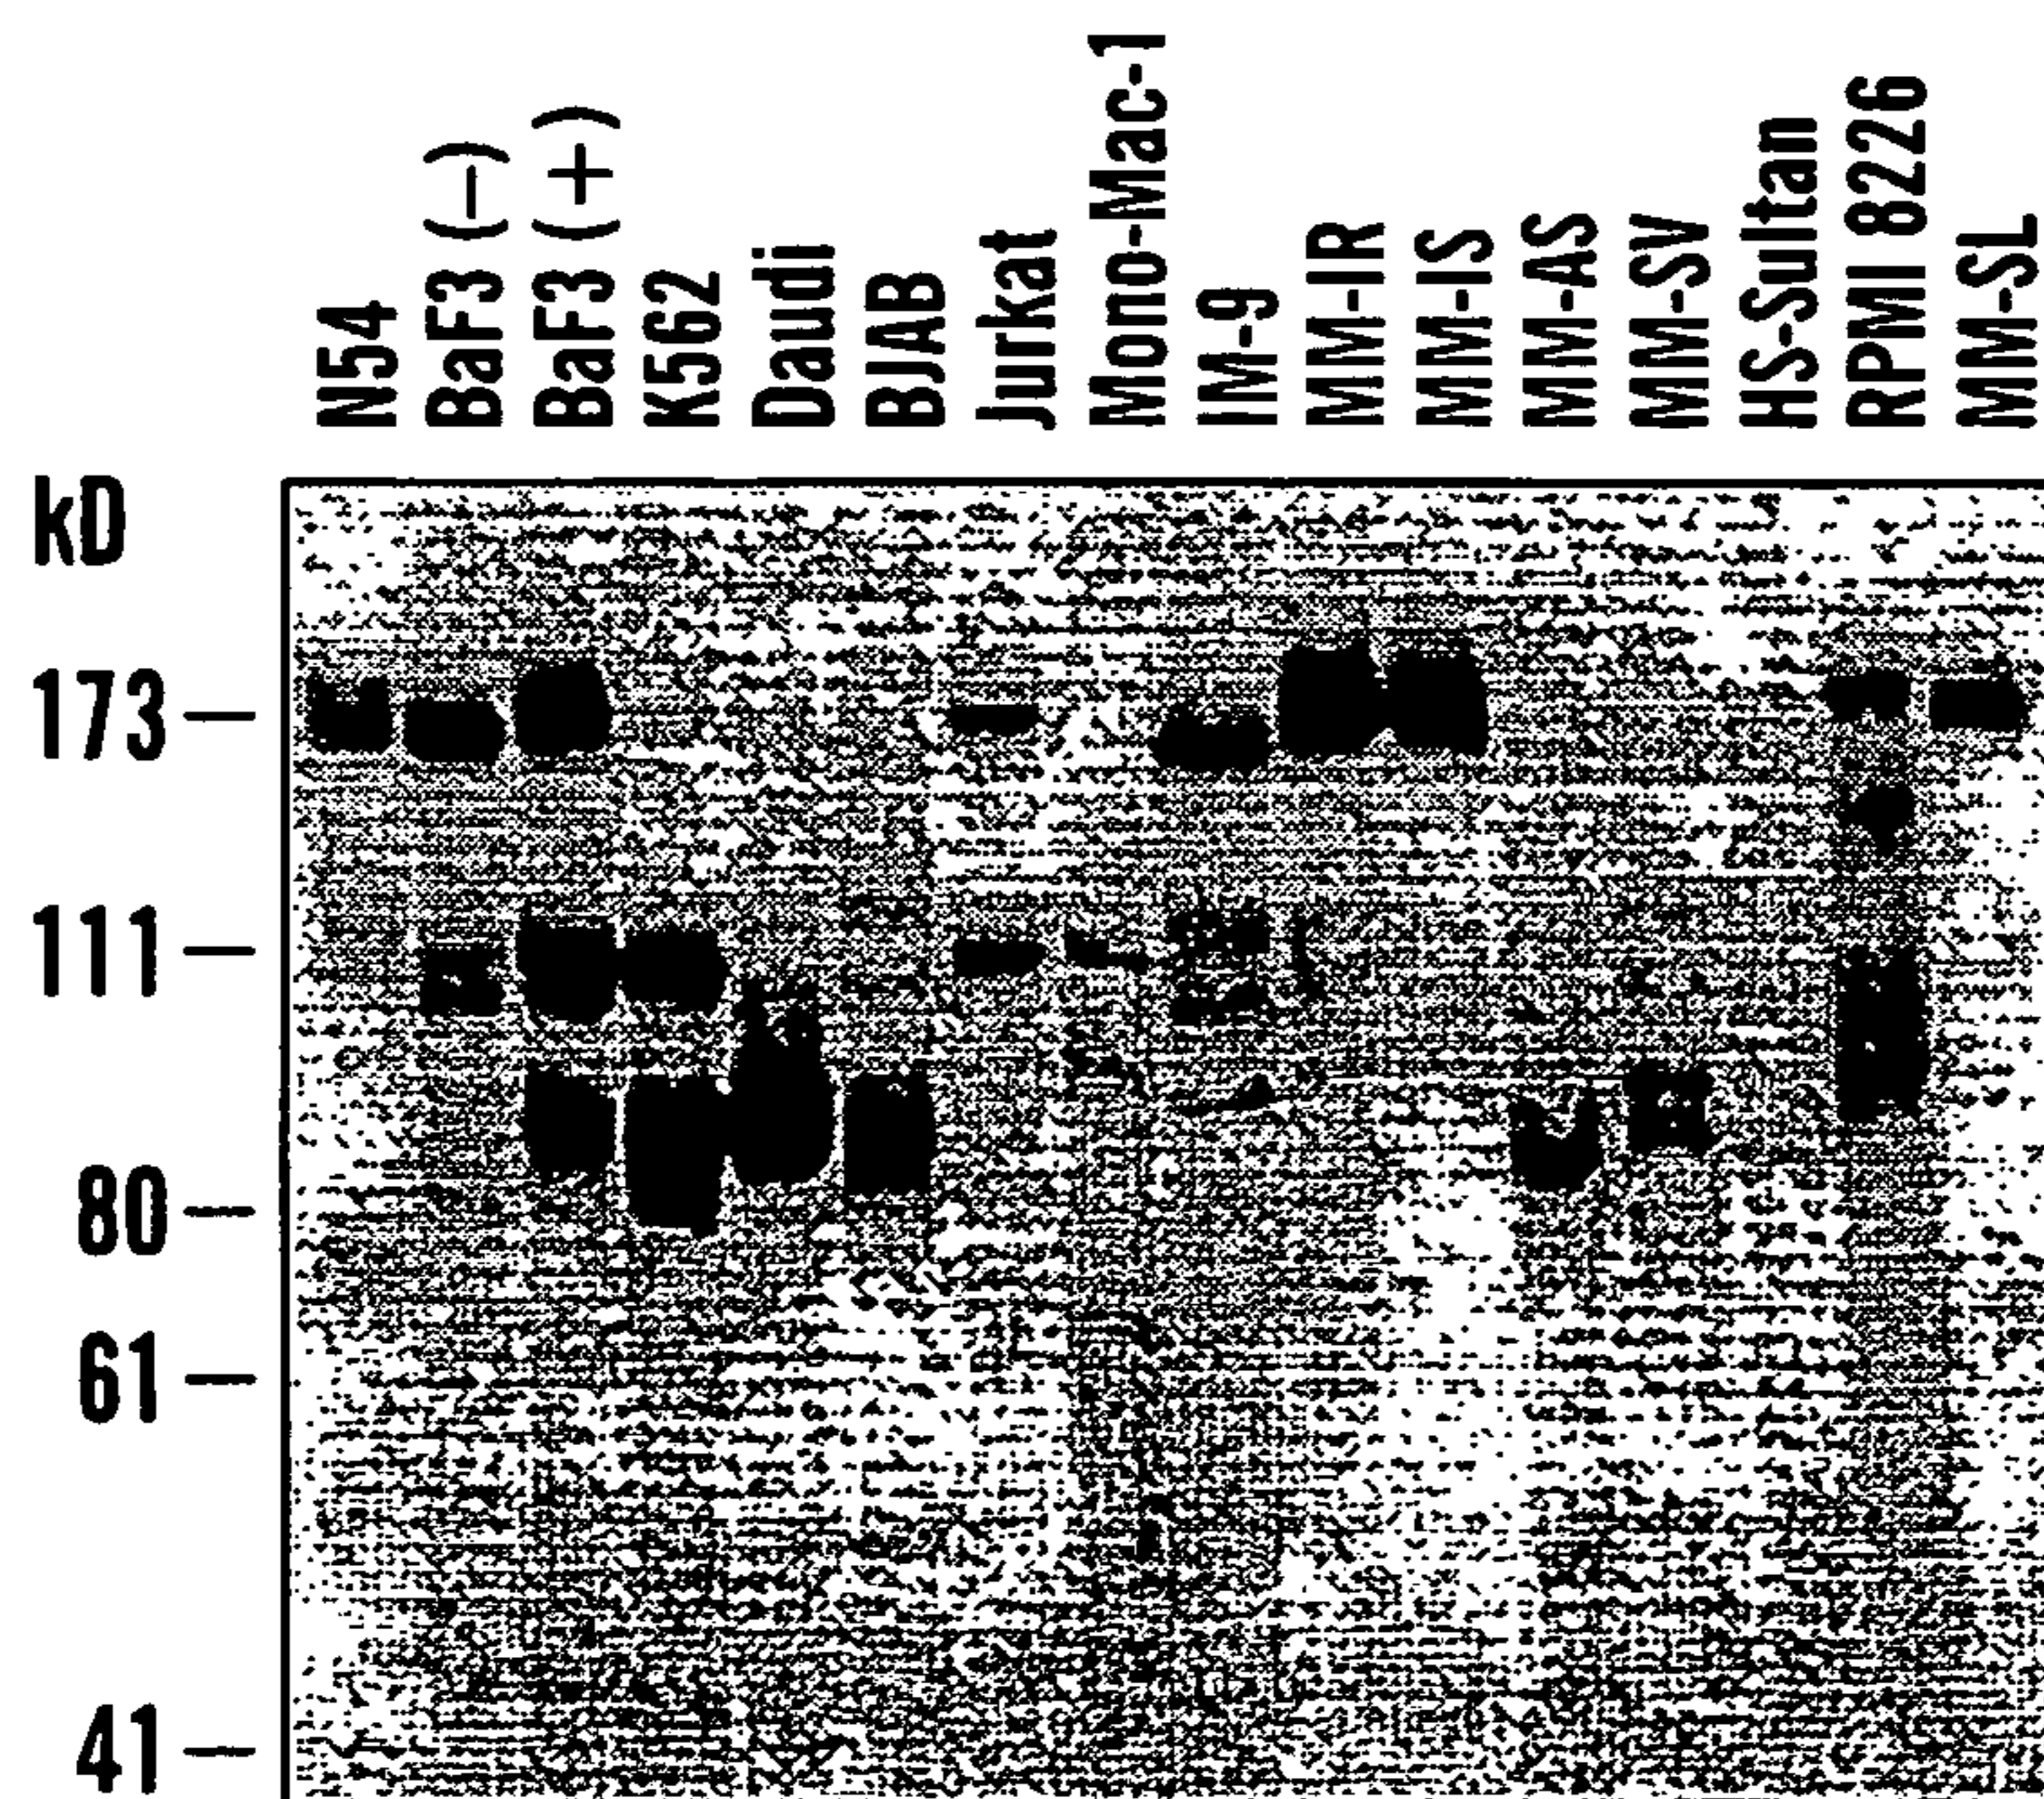 N54
BaF3 (−)
BaF3 (+)
K562
Daudi
BJAB
Jurkat
Mono-Mac-1
IM-9
MM-IR
MM-IS
MM-AS
MM-SV
HS-Sultan
RPMI 8226
MM-SL
kD
173
111
80
61
41